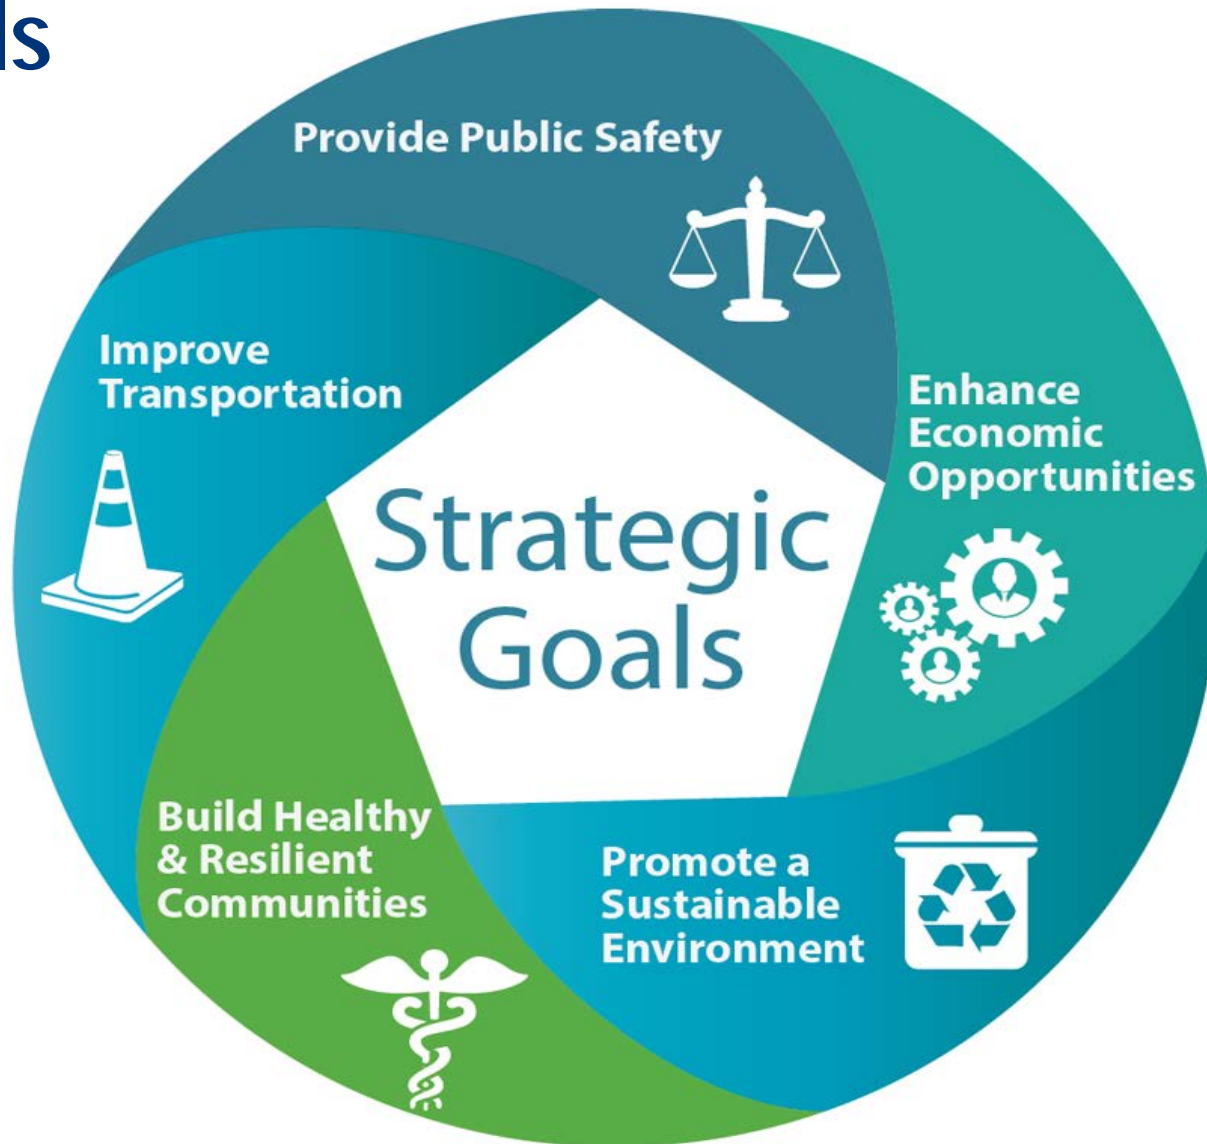 ls
Provide Public Safety
Improve
Transportation
Enhance
Economic
Opportunities
Strategic
Goals
Build Healthy
& Resilient
Communities
Promote a
Sustainable
Environment